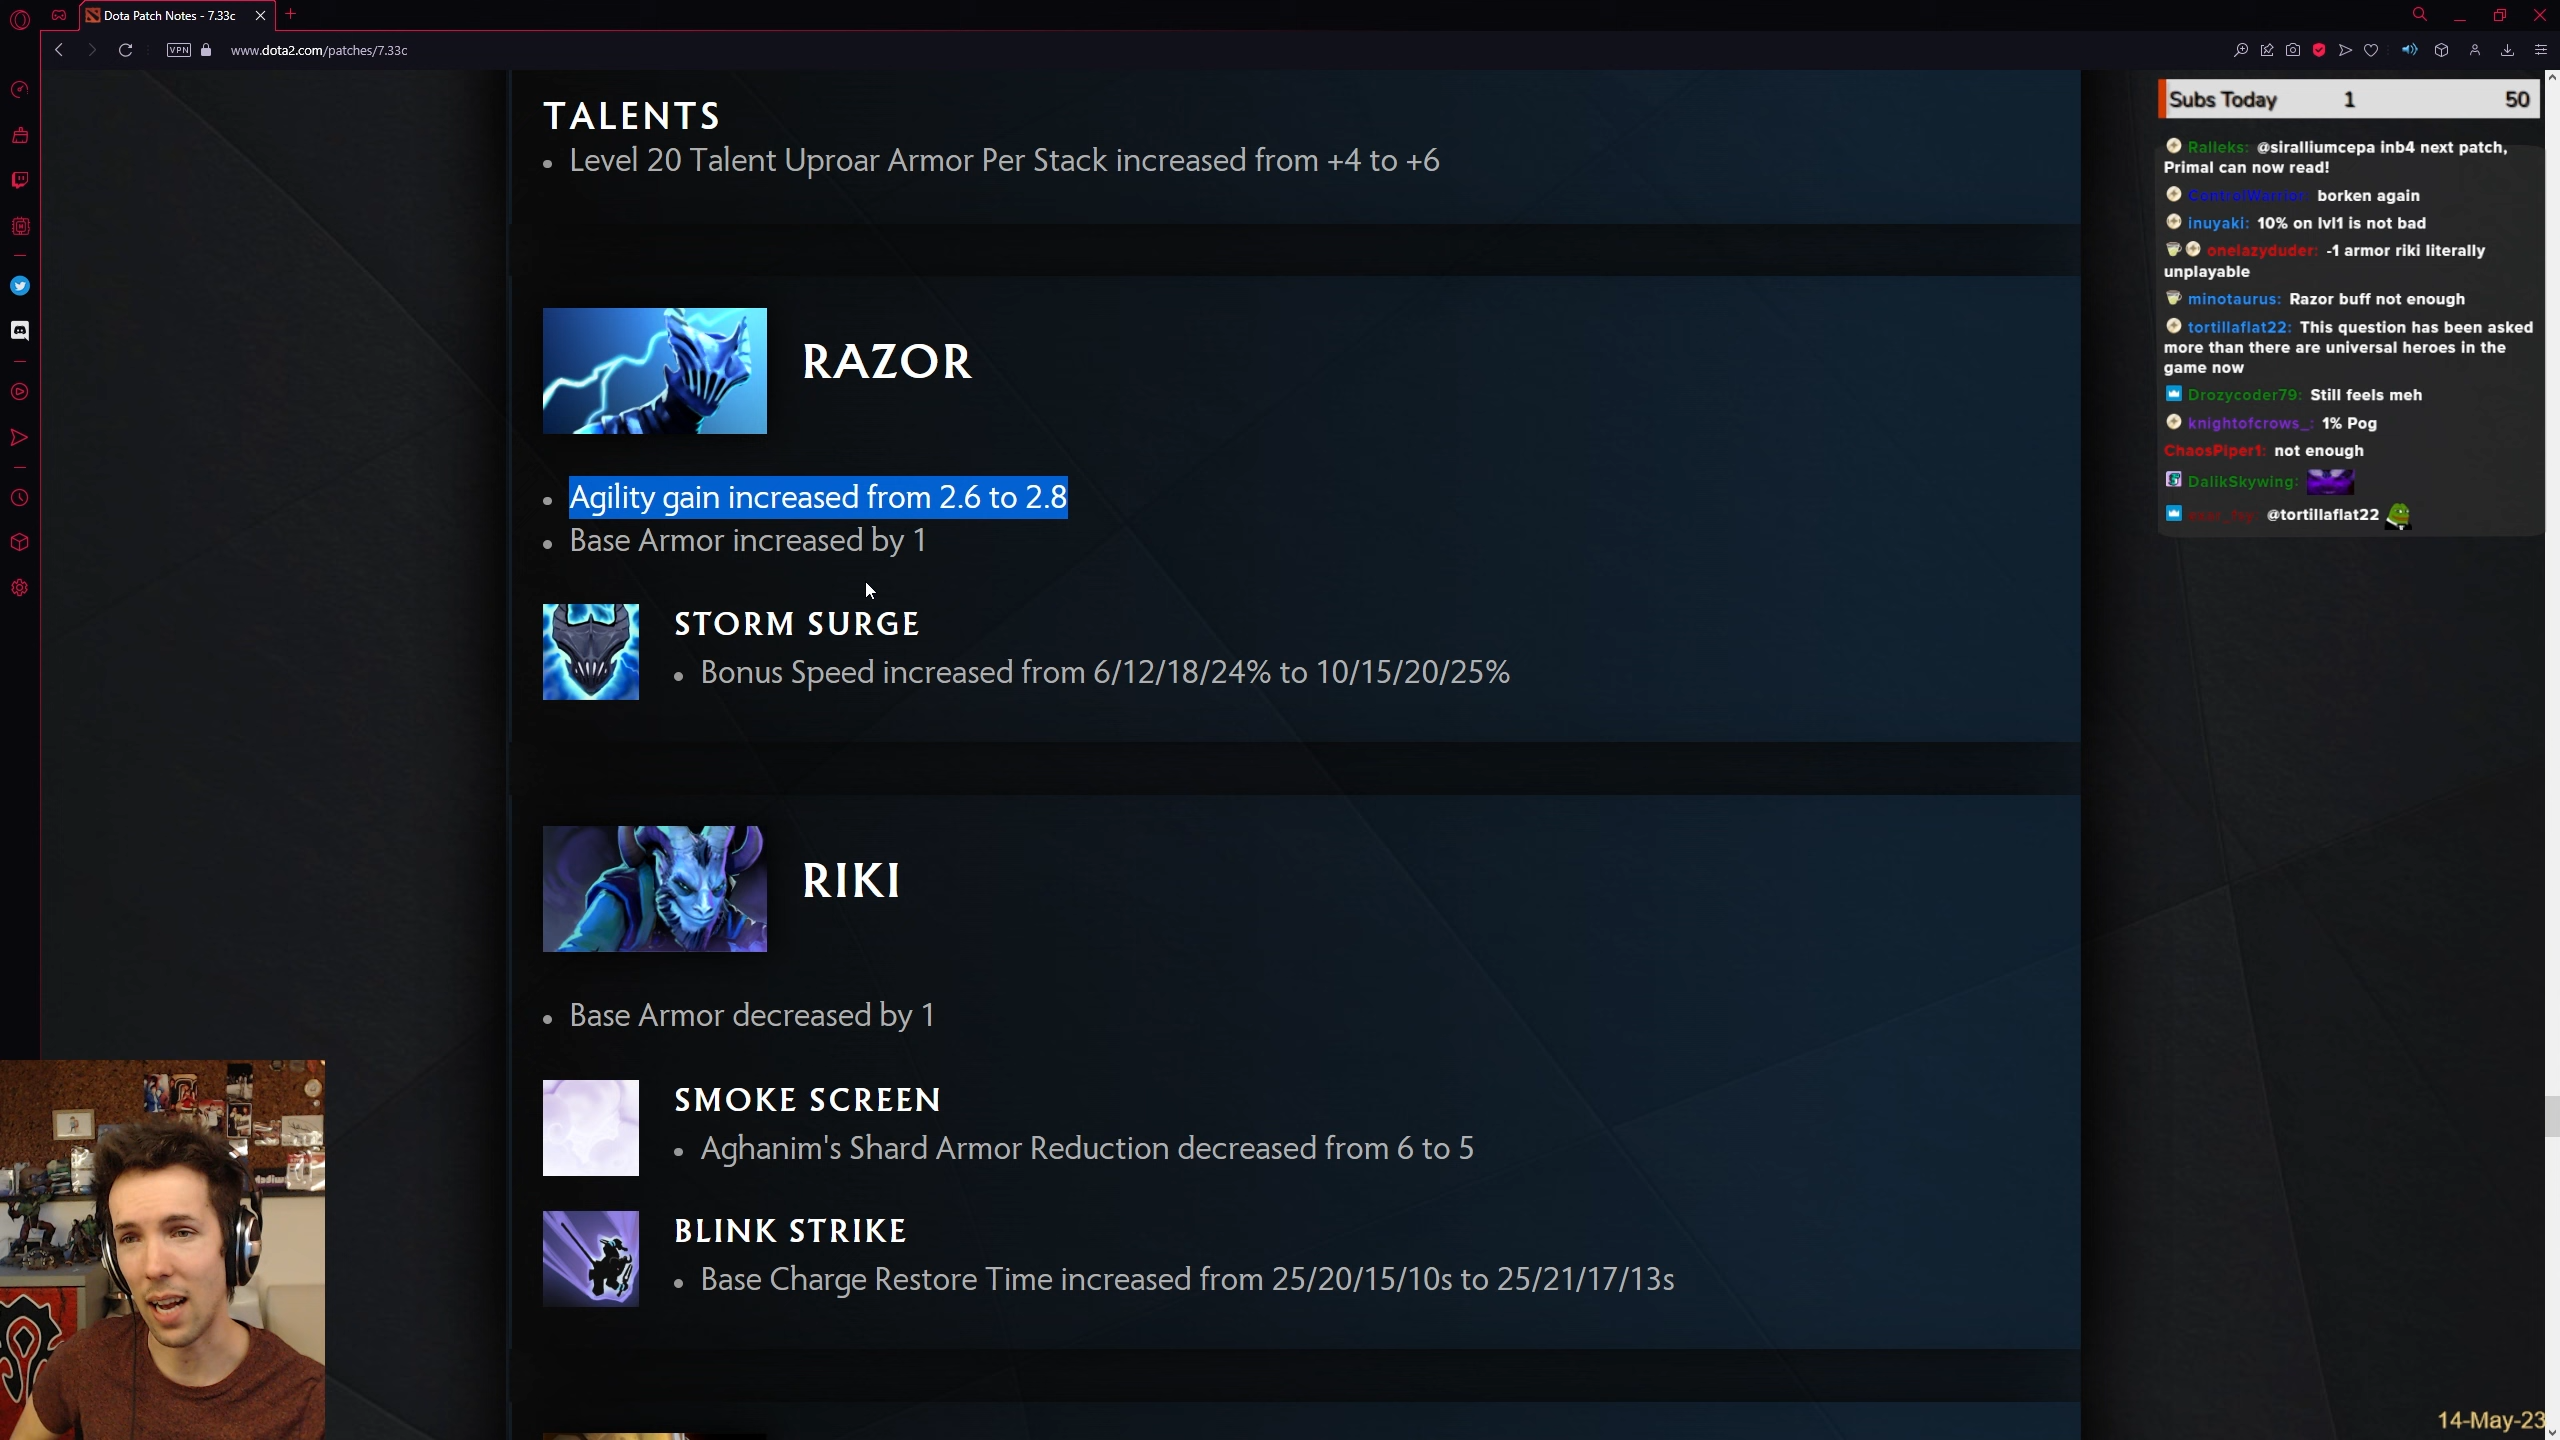 Dota Patch Notes - 7.33c
VPN
www.dota2.com/patches/7.33c
TALENTS
• Level 20 Talent Uproar Armor Per Stack increased from +4 to +6
RAZOR
• Agility gain increased from 2.6 to 2.8
• Base Armor increased by 1
STORM SURGE
• Bonus Speed increased from 6/12/18/24% to 10/15/20/25%
RIKI
• Base Armor decreased by 1
SMOKE SCREEN
• Aghanim's Shard Armor Reduction decreased from 6 to 5
BLINK STRIKE
• Base Charge Restore Time increased from 25/20/15/10s to 25/21/17/13s
Subs Today 1 50
Ralleks: @siralliumcepa inb4 next patch,
Primal can now read!
ControlWarrior: borken again
inuyaki: 10% on lvl1 is not bad
onelazyduder: -1 armor riki literally
unplayable
minotaurus: Razor buff not enough
tortillaflat22: This question has been asked
more than there are universal heroes in the
game now
Drozycoder79: Still feels meh
knightofcrows_: 1% Pog
ChaosPiper1: not enough
DalikSkywing:
@tortillaflat22
14-May-23